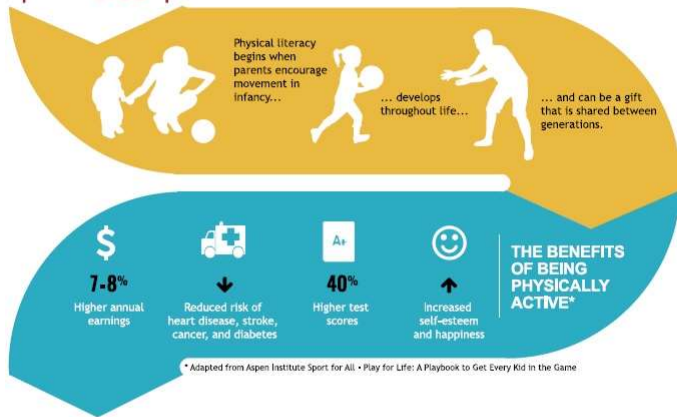 Physical literacy
begins when
parents encourage
movement in
infancy...
... develops
throughout life...
... and can be a gift
that is shared between
generations.
THE BENEFITS
OF BEING
PHYSICALLY
ACTIVE*
$
7-8%
Higher annual
earnings
Reduced risk of
heart disease, stroke,
cancer, and diabetes
A+
40%
Higher test
scores
Increased
self-esteem
and happiness
* Adapted from Aspen Institute Sport for All • Play for Life: A Playbook to Get Every Kid in the Game